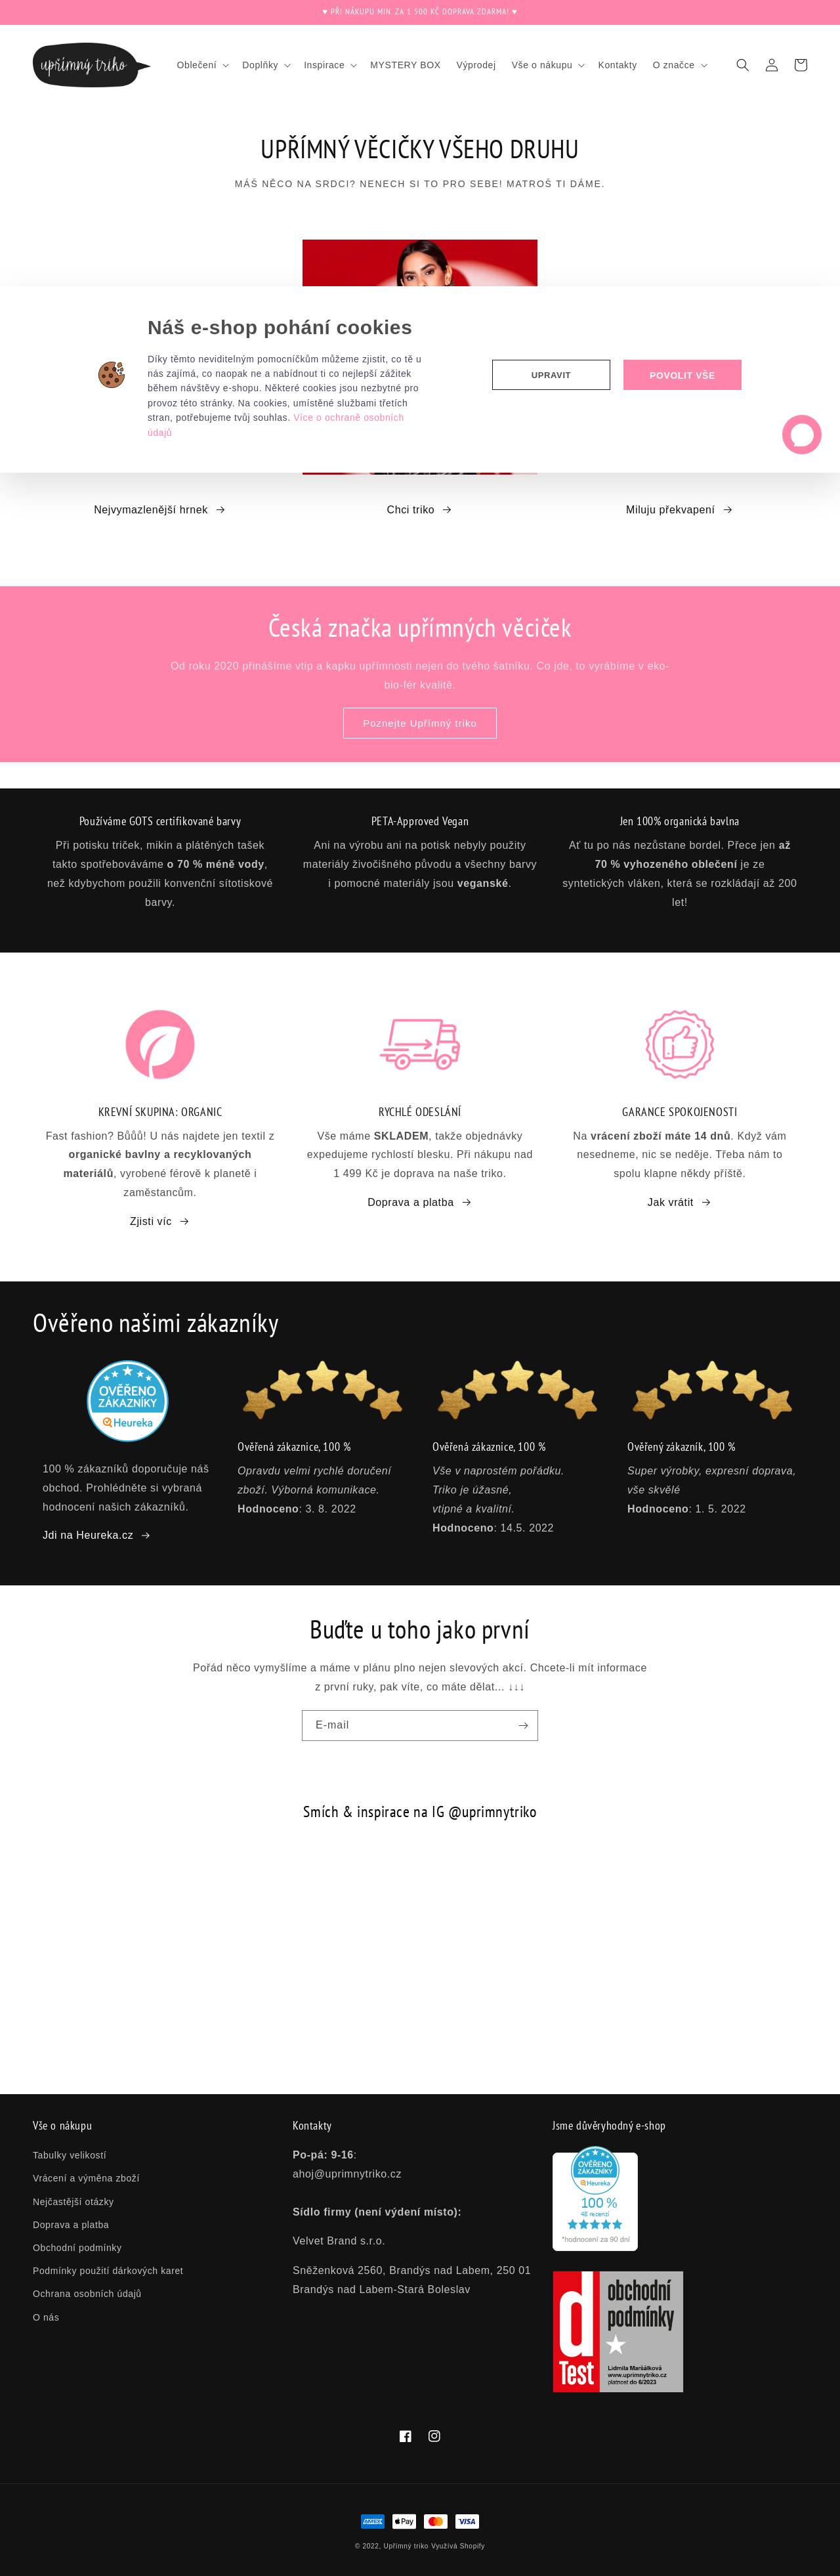 ♥ PŘI NÁKUPU MIN. ZA 1 500 KČ DOPRAVA ZDARMA! ♥
upřímný triko
Oblečení
Doplňky
Inspirace
MYSTERY BOX
Výprodej
Vše o nákupu
Kontakty
O značce
UPŘÍMNÝ VĚCIČKY VŠEHO DRUHU
MÁŠ NĚCO NA SRDCI? NENECH SI TO PRO SEBE! MATROŠ TI DÁME.
Náš e-shop pohání cookies
Díky těmto neviditelným pomocníčkům můžeme zjistit, co tě u
nás zajímá, co naopak ne a nabídnout ti co nejlepší zážitek
během návštěvy e-shopu. Některé cookies jsou nezbytné pro
provoz této stránky. Na cookies, umístěné službami třetích
stran, potřebujeme tvůj souhlas. Více o ochraně osobních
údajů
UPRAVIT
POVOLIT VŠE
Nejvymazlenější hrnek →
Chci triko →
Miluju překvapení →
Česká značka upřímných věciček
Od roku 2020 přinášíme vtip a kapku upřímnosti nejen do tvého šatníku. Co jde, to vyrábíme v eko-
bio-fér kvalitě.
Poznejte Upřímný triko
Používáme GOTS certifikované barvy
Při potisku triček, mikin a plátěných tašek
takto spotřebováváme o 70 % méně vody,
než kdybychom použili konvenční sítotiskové
barvy.
PETA-Approved Vegan
Ani na výrobu ani na potisk nebyly použity
materiály živočišného původu a všechny barvy
i pomocné materiály jsou veganské.
Jen 100% organická bavlna
Ať tu po nás nezůstane bordel. Přece jen až
70 % vyhozeného oblečení je ze
syntetických vláken, která se rozkládají až 200
let!
KREVNÍ SKUPINA: ORGANIC
Fast fashion? Bůůů! U nás najdete jen textil z
organické bavlny a recyklovaných
materiálů, vyrobené férově k planetě i
zaměstancům.
Zjisti víc →
RYCHLÉ ODESLÁNÍ
Vše máme SKLADEM, takže objednávky
expedujeme rychlostí blesku. Při nákupu nad
1 499 Kč je doprava na naše triko.
Doprava a platba →
GARANCE SPOKOJENOSTI
Na vrácení zboží máte 14 dnů. Když vám
nesedneme, nic se neděje. Třeba nám to
spolu klapne někdy příště.
Jak vrátit →
Ověřeno našimi zákazníky
OVĚŘENO
ZÁKAZNÍKY
Heureka
100 % zákazníků doporučuje náš
obchod. Prohlédněte si vybraná
hodnocení našich zákazníků.
Jdi na Heureka.cz →
Ověřená zákaznice, 100 %
Opravdu velmi rychlé doručení
zboží. Výborná komunikace.
Hodnoceno: 3. 8. 2022
Ověřená zákaznice, 100 %
Vše v naprostém pořádku.
Triko je úžasné,
vtipné a kvalitní.
Hodnoceno: 14.5. 2022
Ověřený zákazník, 100 %
Super výrobky, expresní doprava,
vše skvělé
Hodnoceno: 1. 5. 2022
Buďte u toho jako první
Pořád něco vymyšlíme a máme v plánu plno nejen slevových akcí. Chcete-li mít informace
z první ruky, pak víte, co máte dělat... ↓↓↓
E-mail →
Smích & inspirace na IG @uprimnytriko
Vše o nákupu
Tabulky velikostí
Vrácení a výměna zboží
Nejčastější otázky
Doprava a platba
Obchodní podmínky
Podmínky použití dárkových karet
Ochrana osobních údajů
O nás
Kontakty
Po-pá: 9-16:
ahoj@uprimnytriko.cz
Sídlo firmy (není výdení místo):
Velvet Brand s.r.o.
Sněženková 2560, Brandýs nad Labem, 250 01
Brandýs nad Labem-Stará Boleslav
Jsme důvěryhodný e-shop
OVĚŘENO
ZÁKAZNÍKY
Heureka
100 %
48 recenzí
*hodnocení za 90 dní
obchodní
podmínky
dTest
Lidmila Maršálková
www.uprimnytriko.cz
platnost do 6/2023
AMEX
Pay
VISA
© 2022, Upřímný triko Využívá Shopify